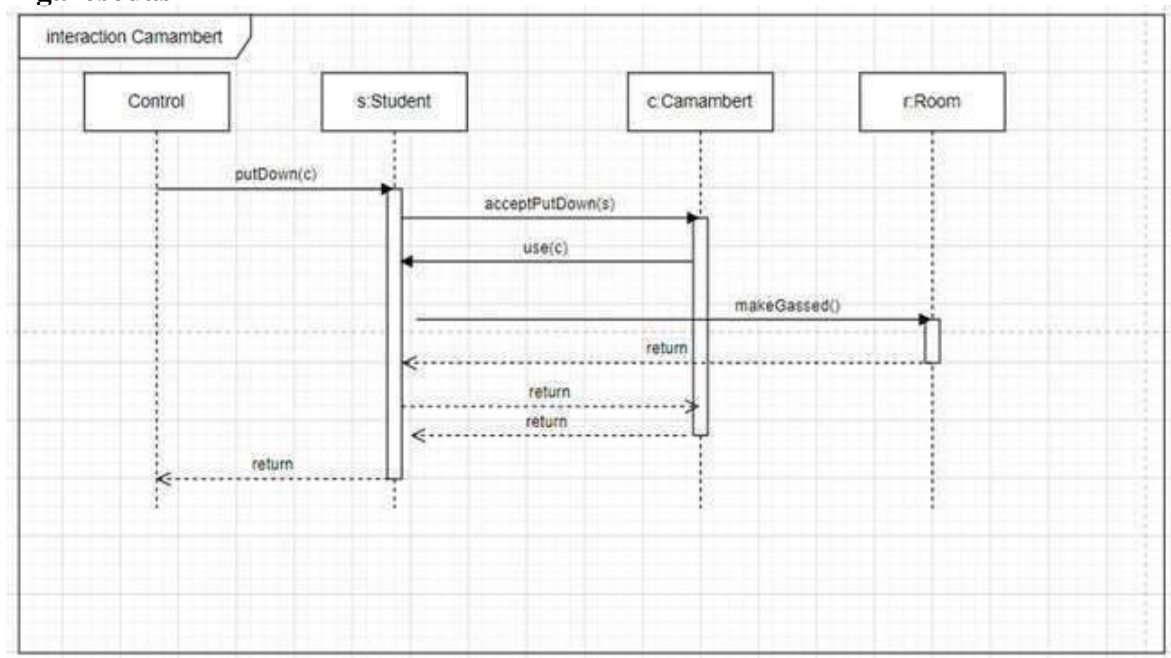 interaction Camambert
Control
s:Student
c:Camambert
r:Room
putDown(c)
acceptPutDown(s)
use(c)
makeGassed()
return
return
return
return